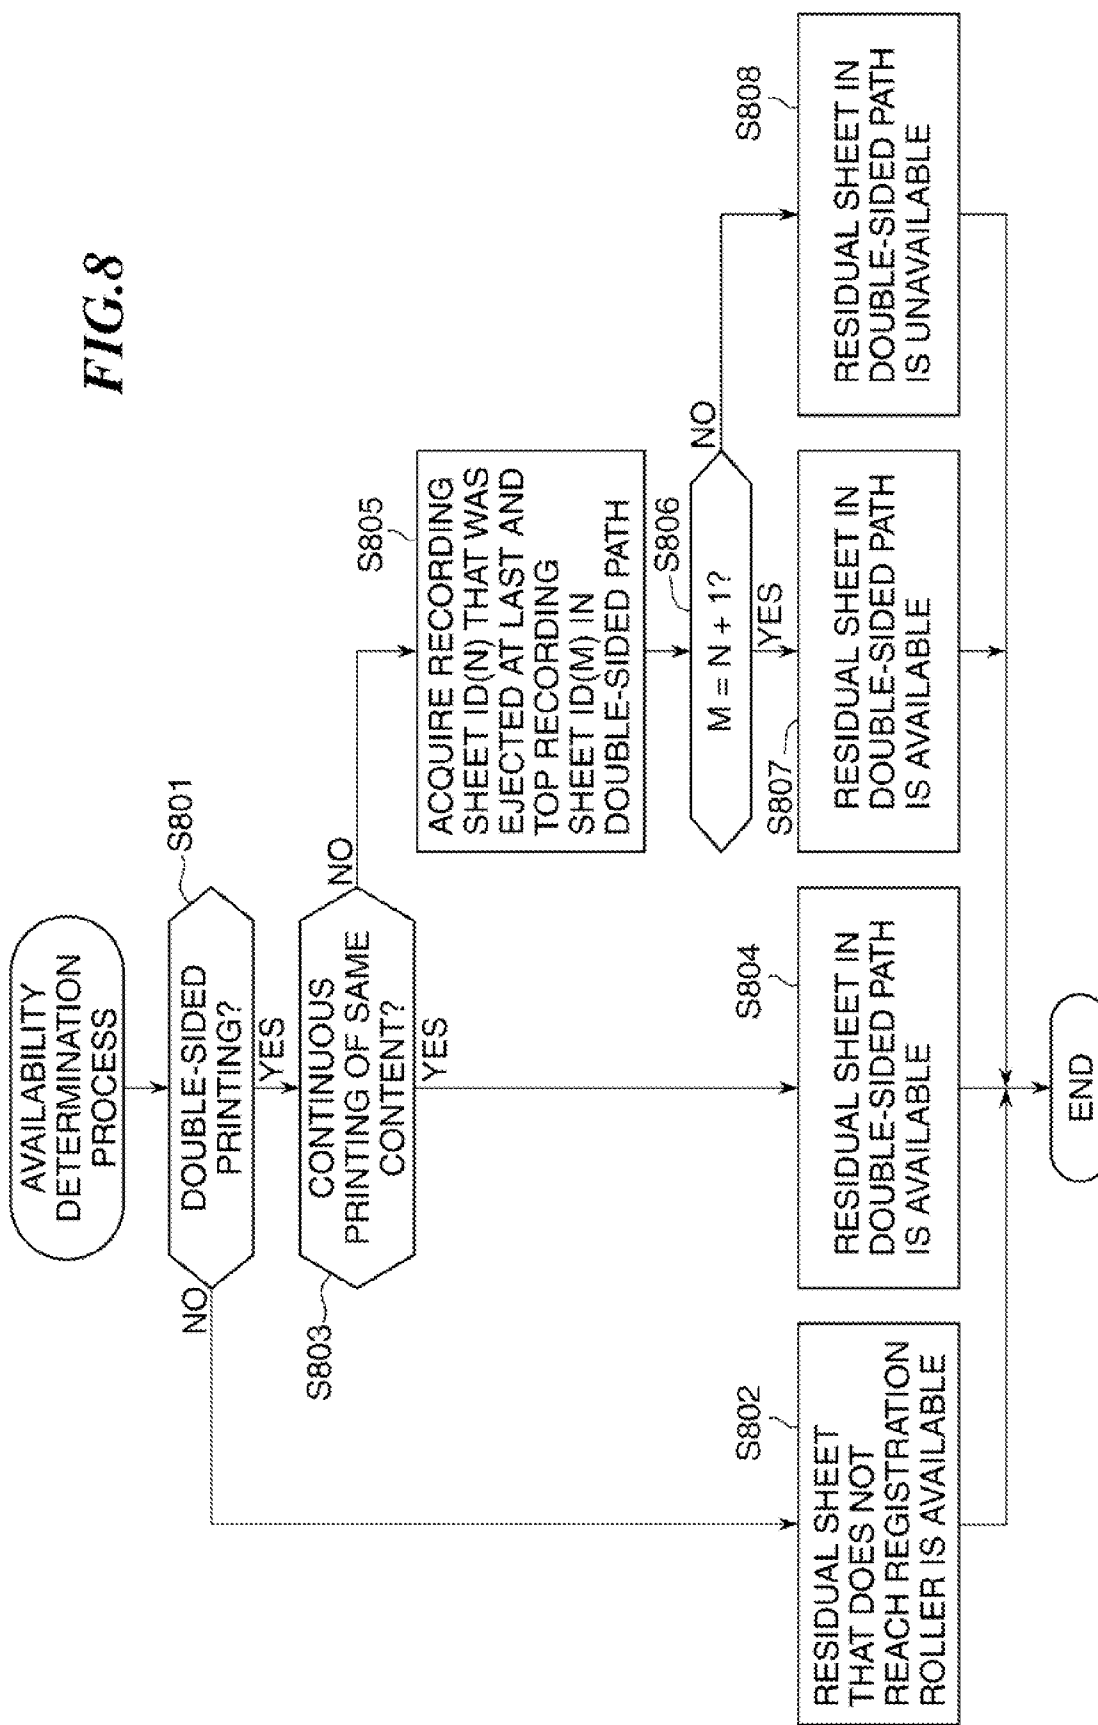 FIG.8
AVAILABILITY
DETERMINATION
PROCESS
S801
DOUBLE-SIDED
PRINTING?
NO
YES
S803
CONTINUOUS
PRINTING OF SAME
CONTENT?
NO
YES
S805
ACQUIRE RECORDING
SHEET ID(N) THAT WAS
EJECTED AT LAST AND
TOP RECORDING
SHEET ID(M) IN
DOUBLE-SIDED PATH
S806
M = N + 1?
NO
YES
S802
RESIDUAL SHEET
THAT DOES NOT
REACH REGISTRATION
ROLLER IS AVAILABLE
S804
RESIDUAL SHEET IN
DOUBLE-SIDED PATH
IS AVAILABLE
S807
RESIDUAL SHEET IN
DOUBLE-SIDED PATH
IS AVAILABLE
S808
RESIDUAL SHEET IN
DOUBLE-SIDED PATH
IS UNAVAILABLE
END